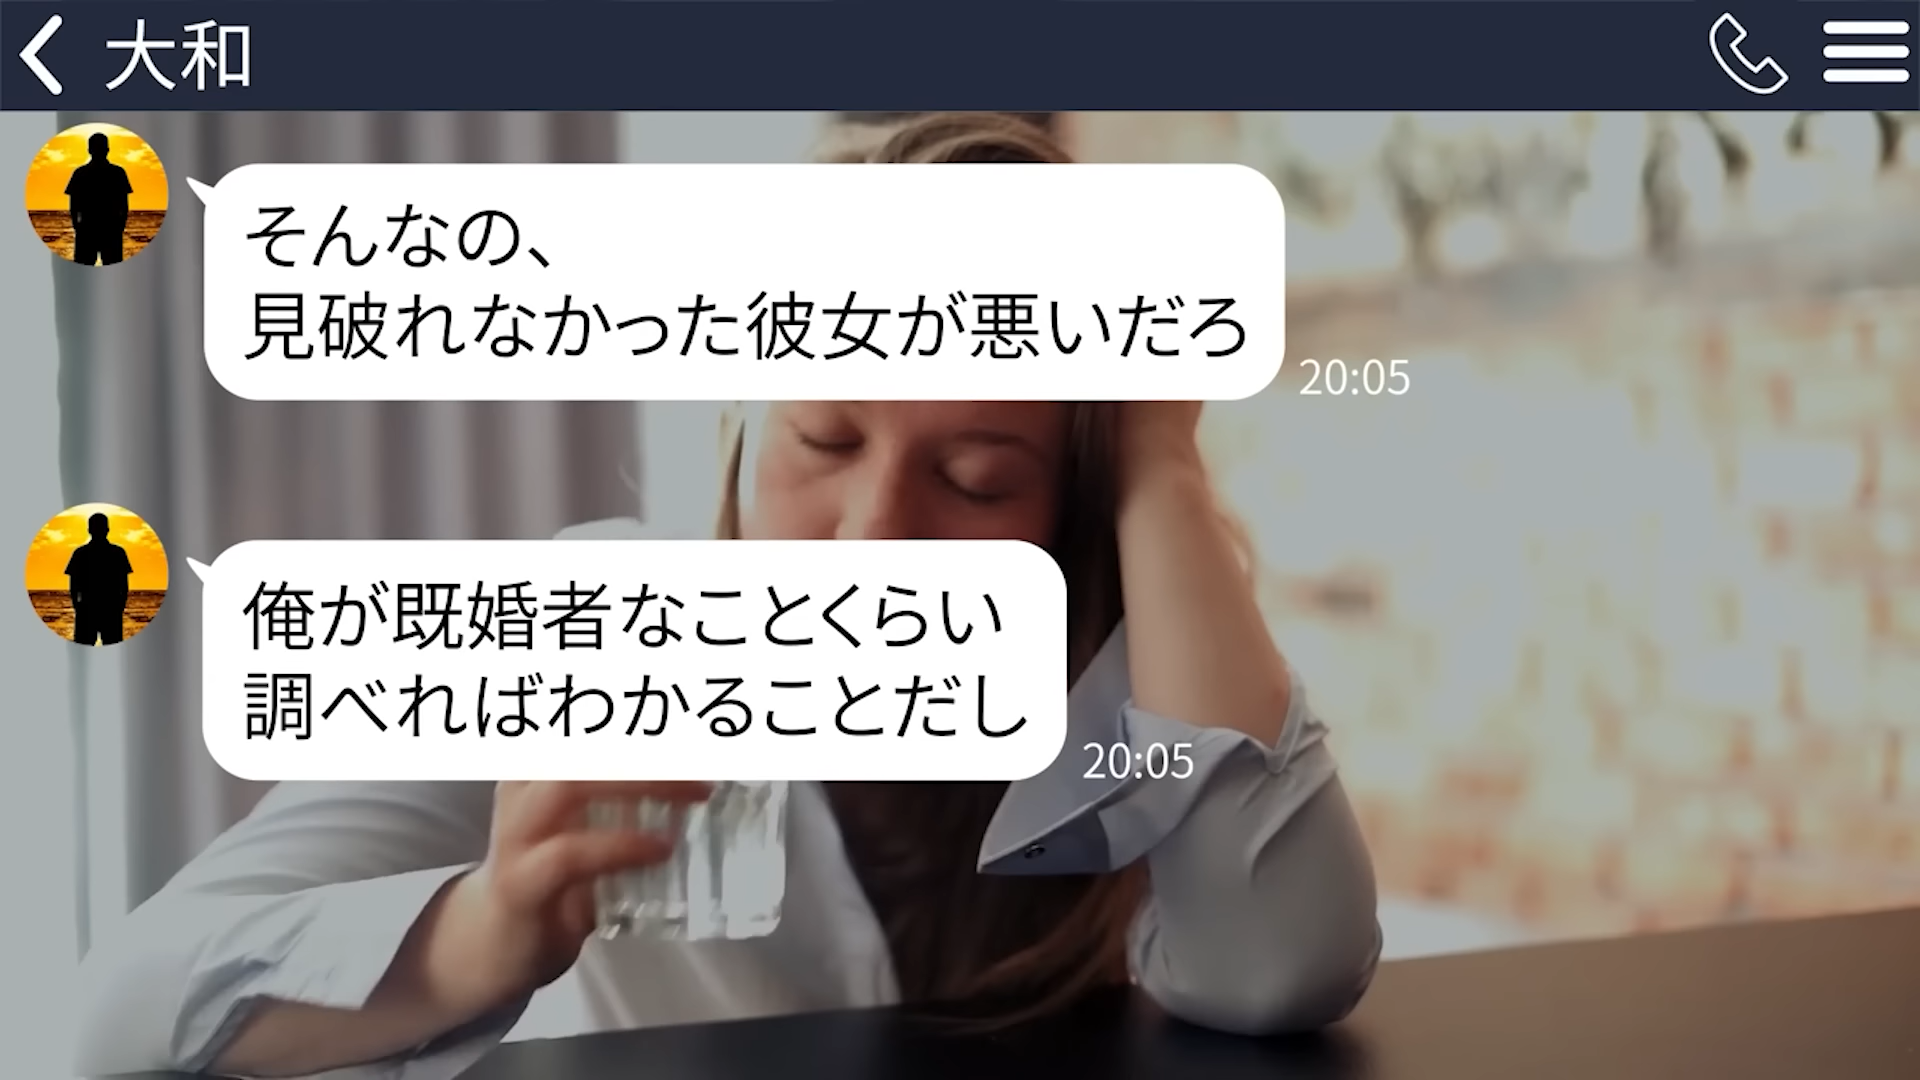 大和
そんなの、
見破れなかった彼女が悪いだろ
20:05
俺が既婚者なことくらい
調べればわかることだし
20:05